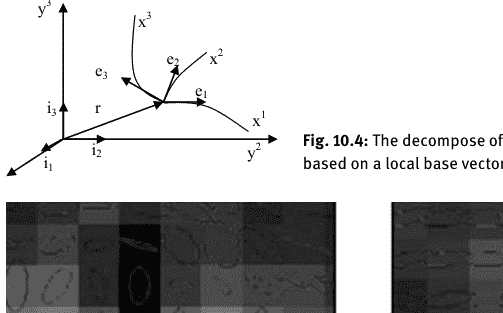 y3
x3
e2
x2
e3
e1
i3
r
x1
i2
y2
i1
Fig. 10.4: The decompose of
based on a local base vector